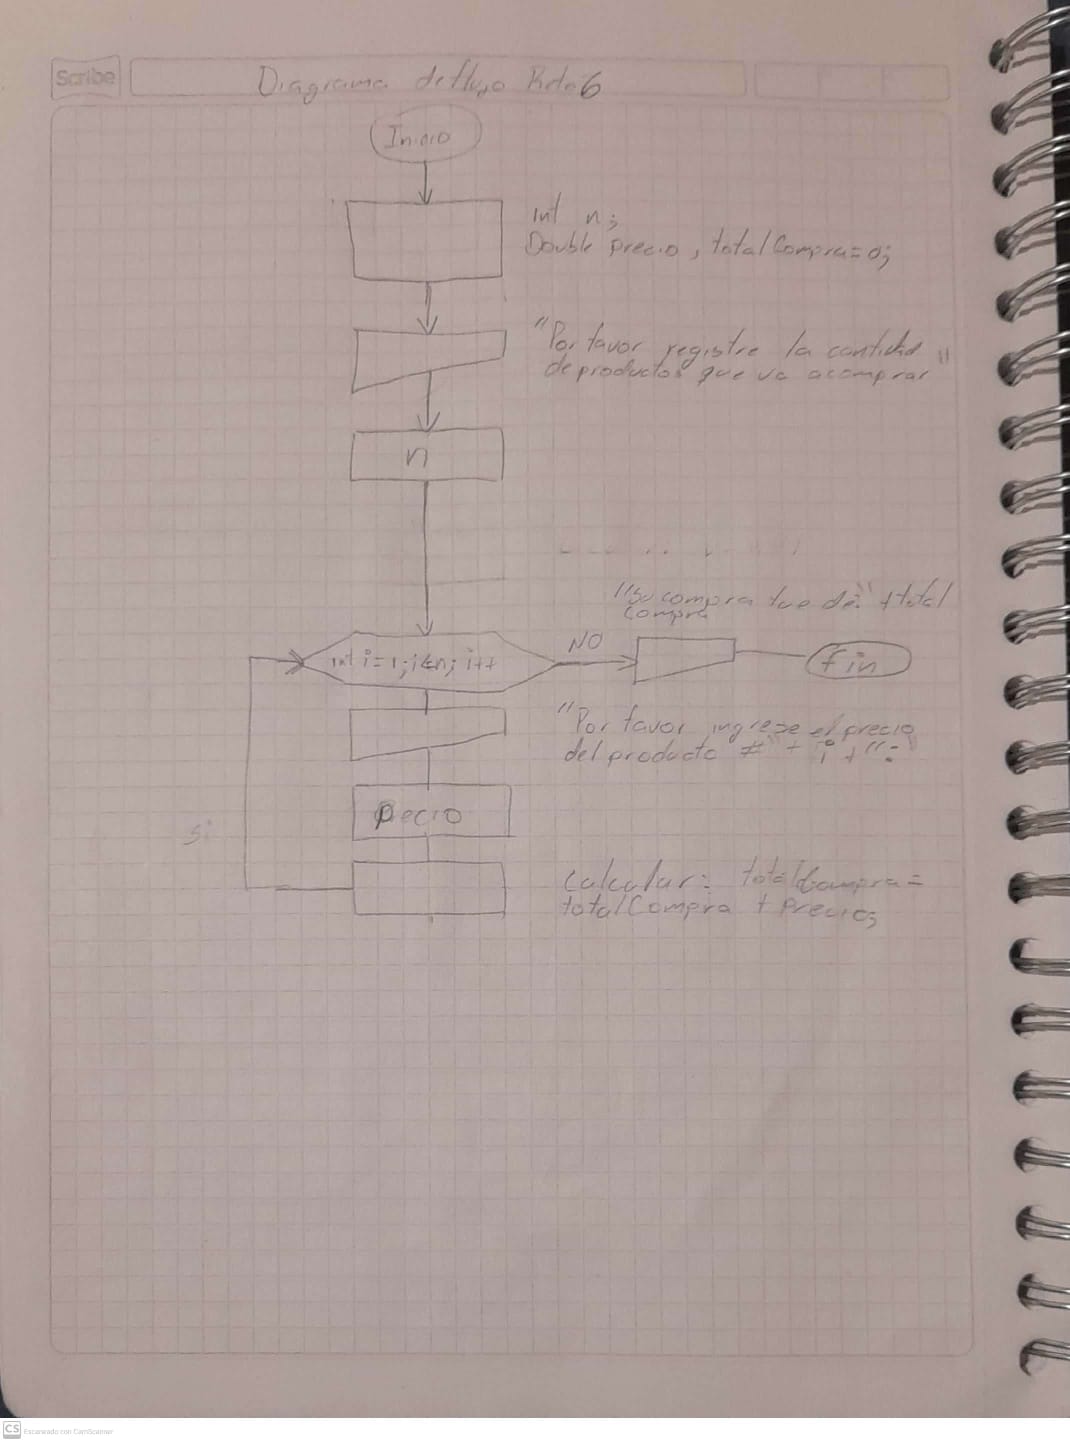 Scribe
Diagrama de flujo Reto 6
Inicio
Int n;
Double precio, totalCompra=0;
"Por favor registre la cantidad
de productos que va a comprar"
n
"Su compra fue de:" + total
Compra
NO
int i=1; i<=n; i++
Fin
"Por favor ingrese el precio
del producto #" + i + ":"
precio
si
Calcular: totalCompra=
totalCompra + Precio;
CS Escaneado con CamScanner